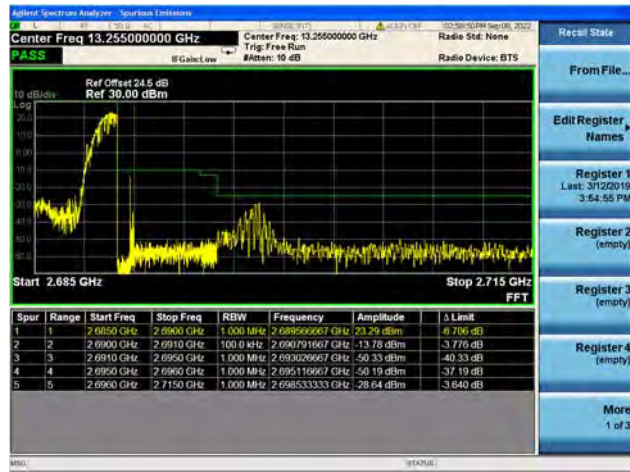 Agilent Spectrum Analyzer - Spurious Emissions
02:58:50 PM Sep 08, 2022
Center Freq 13.255000000 GHz
Center Freq: 13.255000000 GHz
Radio Std: None
Trig: Free Run
PASS
IFGain:Low
#Atten: 10 dB
Radio Device: BTS
Ref Offset 24.5 dB
10 dB/div
Ref 30.00 dBm
Log
Start 2.685 GHz
Stop 2.715 GHz
FFT
Spur Range Start Freq Stop Freq RBW Frequency Amplitude Δ Limit
1 1 2.6850 GHz 2.6900 GHz 1.000 MHz 2.689566667 GHz 23.29 dBm -6.706 dB
2 2 2.6900 GHz 2.6910 GHz 100.0 kHz 2.690791667 GHz -13.78 dBm -3.776 dB
3 3 2.6910 GHz 2.6950 GHz 1.000 MHz 2.693026667 GHz -50.33 dBm -40.33 dB
4 4 2.6950 GHz 2.6960 GHz 1.000 MHz 2.695116667 GHz -50.19 dBm -37.19 dB
5 5 2.6960 GHz 2.7150 GHz 1.000 MHz 2.698533333 GHz -28.64 dBm -3.640 dB
MSG
STATUS
Recall State
From File...
Edit Register
Names
Register 1
Last: 3/12/2019
3:54:55 PM
Register 2
(empty)
Register 3
(empty)
Register 4
(empty)
More
1 of 3